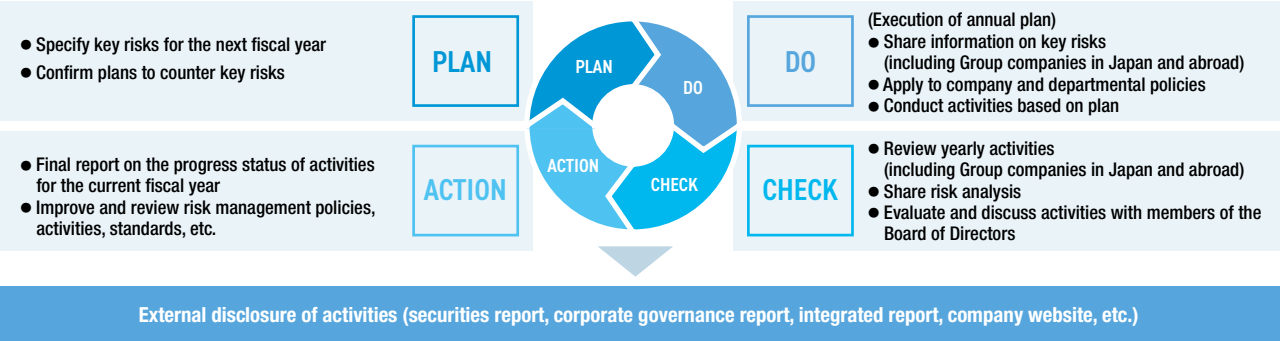 ● Specify key risks for the next fiscal year
● Confirm plans to counter key risks
PLAN
PLAN
DO
ACTION
CHECK
DO
(Execution of annual plan)
● Share information on key risks
(including Group companies in Japan and abroad)
● Apply to company and departmental policies
● Conduct activities based on plan
● Final report on the progress status of activities
for the current fiscal year
● Improve and review risk management policies,
activities, standards, etc.
ACTION
CHECK
● Review yearly activities
(including Group companies in Japan and abroad)
● Share risk analysis
● Evaluate and discuss activities with members of the
Board of Directors
External disclosure of activities (securities report, corporate governance report, integrated report, company website, etc.)